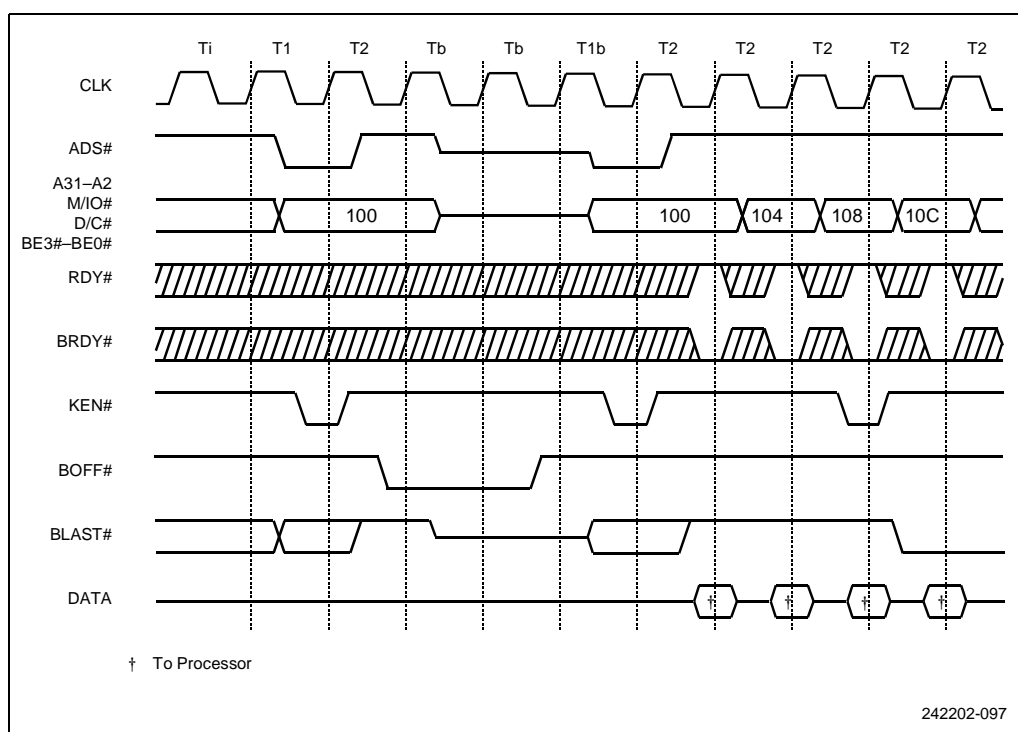 Ti T1 T2 Tb Tb T1b T2 T2 T2 T2 T2
CLK
ADS#
A31–A2
M/IO#
D/C#
BE3#–BE0#
100 100 104 108 10C
RDY#
BRDY#
KEN#
BOFF#
BLAST#
DATA
† † † †
† To Processor
242202-097